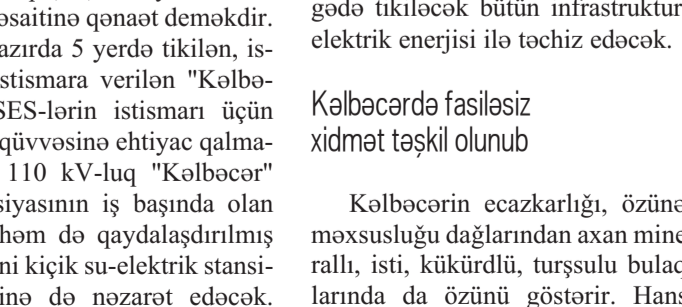 əsaitinə qənaət deməkdir.
azırda 5 yerdə tikilən, is-
stismara verilən "Kəlbə-
SES-lərin istismarı üçün
qüvvəsinə ehtiyac qalma-
110 kV-luq "Kəlbəcər"
siyasının iş başında olan
həm də qaydalaşdırılmış
ni kiçik su-elektrik stansi-
inə də nəzarət edəcək.
gədə tikiləcək bütün infrastruktur
elektrik enerjisi ilə təchiz edəcək.
Kəlbəcərdə fasiləsiz
xidmət təşkil olunub
Kəlbəcərin ecazkarlığı, özünə
məxsusluğu dağlarından axan mine
rallı, isti, kükürdlü, turşsulu bulaq
larında da özünü göstərir. Hans